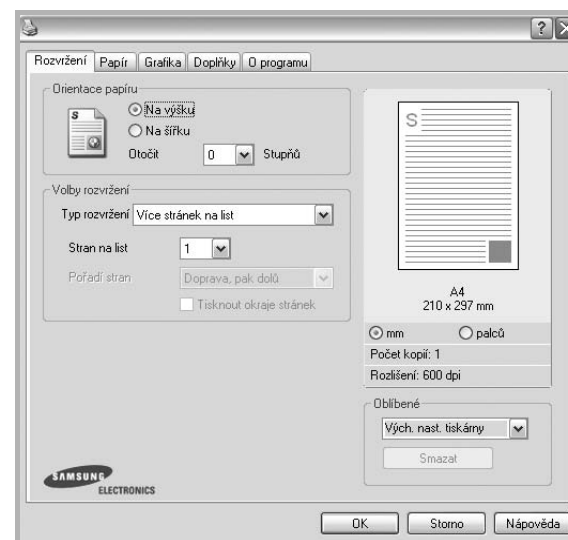 Rozvržení Papír Grafika Doplňky O programu
Orientace papíru
S
Na výšku
Na šířku
Otočit 0 Stupňů
Volby rozvržení
Typ rozvržení Více stránek na list
Stran na list 1
Pořadí stran Doprava, pak dolů
Tisknout okraje stránek
SAMSUNG
ELECTRONICS
S
A4
210 x 297 mm
mm palců
Počet kopií: 1
Rozlišení: 600 dpi
Oblíbené
Vých. nast. tiskárny
Smazat
OK Storno Nápověda